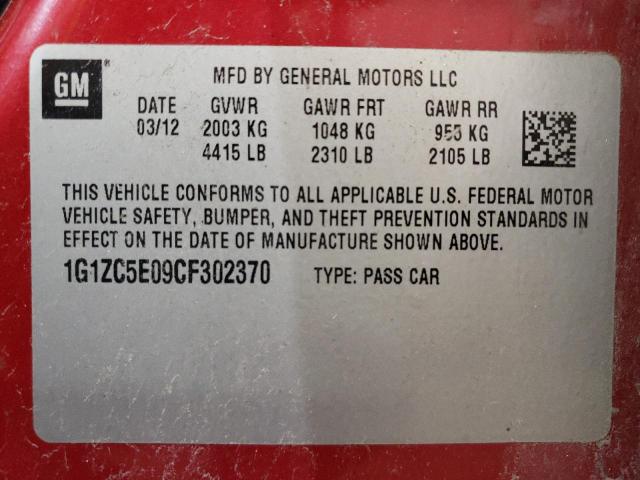 GM
MFD BY GENERAL MOTORS LLC
DATE GVWR GAWR FRT GAWR RR
03/12 2003 KG 1048 KG 955 KG
4415 LB 2310 LB 2105 LB
THIS VEHICLE CONFORMS TO ALL APPLICABLE U.S. FEDERAL MOTOR
VEHICLE SAFETY, BUMPER, AND THEFT PREVENTION STANDARDS IN
EFFECT ON THE DATE OF MANUFACTURE SHOWN ABOVE.
1G1ZC5E09CF302370 TYPE: PASS CAR